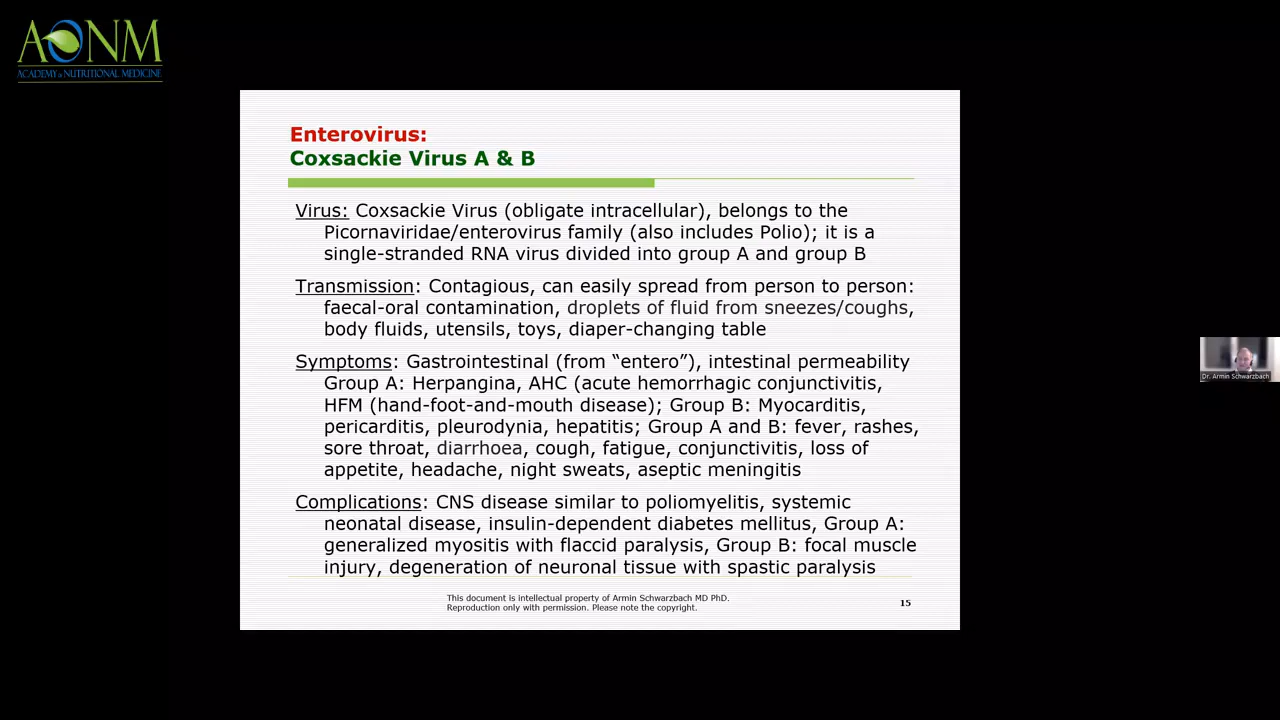 AONM
ACADEMY of NUTRITIONAL MEDICINE
Enterovirus:
Coxsackie Virus A & B
Virus: Coxsackie Virus (obligate intracellular), belongs to the
Picornaviridae/enterovirus family (also includes Polio); it is a
single-stranded RNA virus divided into group A and group B
Transmission: Contagious, can easily spread from person to person:
faecal-oral contamination, droplets of fluid from sneezes/coughs,
body fluids, utensils, toys, diaper-changing table
Symptoms: Gastrointestinal (from “entero”), intestinal permeability
Group A: Herpangina, AHC (acute hemorrhagic conjunctivitis,
HFM (hand-foot-and-mouth disease); Group B: Myocarditis,
pericarditis, pleurodynia, hepatitis; Group A and B: fever, rashes,
sore throat, diarrhoea, cough, fatigue, conjunctivitis, loss of
appetite, headache, night sweats, aseptic meningitis
Complications: CNS disease similar to poliomyelitis, systemic
neonatal disease, insulin-dependent diabetes mellitus, Group A:
generalized myositis with flaccid paralysis, Group B: focal muscle
injury, degeneration of neuronal tissue with spastic paralysis
This document is intellectual property of Armin Schwarzbach MD PhD.
Reproduction only with permission. Please note the copyright.
15
Dr. Armin Schwarzbach